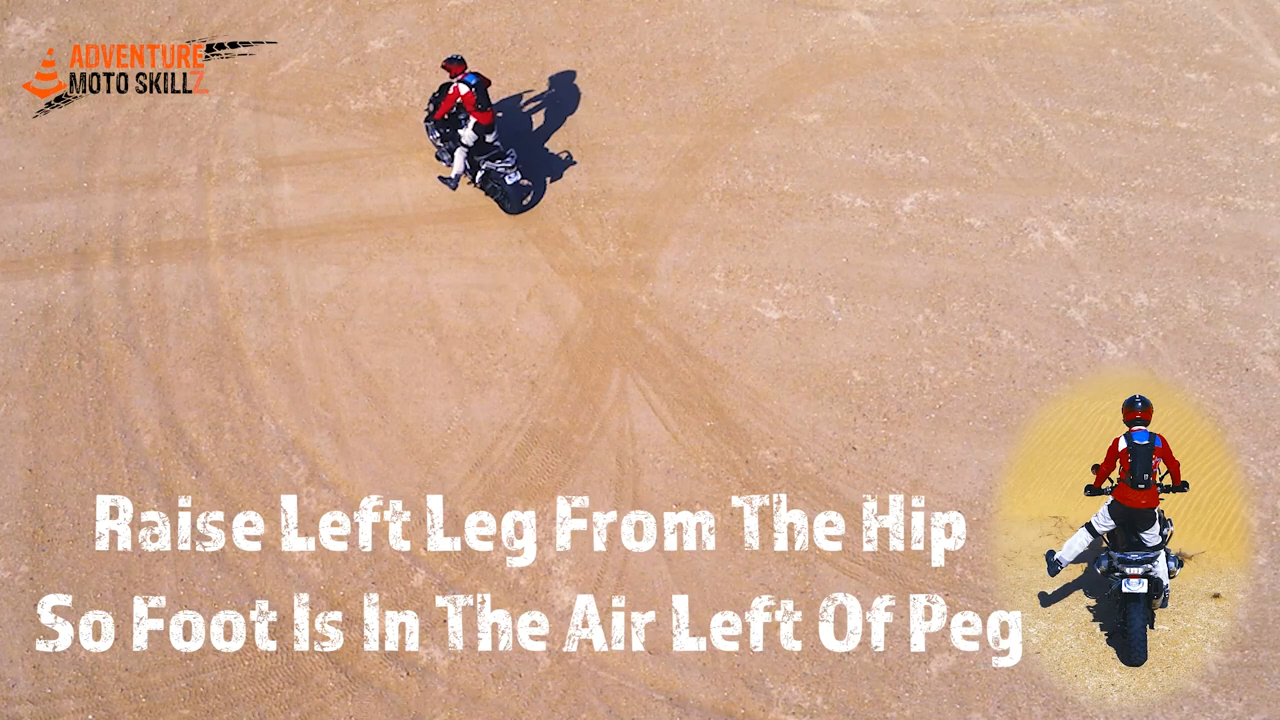 ADVENTURE
MOTO SKILLZ
Raise Left Leg From The Hip
So Foot Is In The Air Left Of Peg